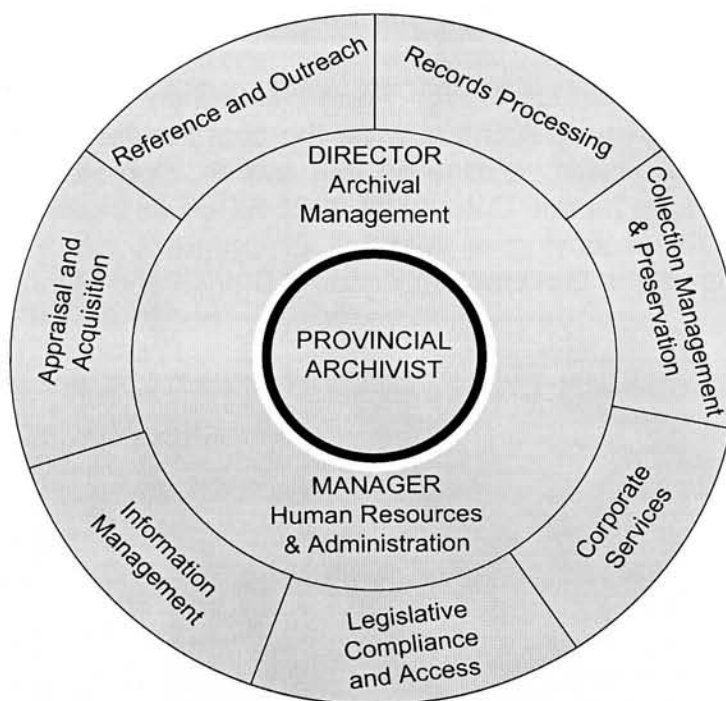 Reference and Outreach
Records Processing
Collection Management
& Preservation
Corporate
Services
Legislative
Compliance
and Access
Information
Management
Appraisal and
Acquisition
DIRECTOR
Archival
Management
PROVINCIAL
ARCHIVIST
MANAGER
Human Resources
& Administration